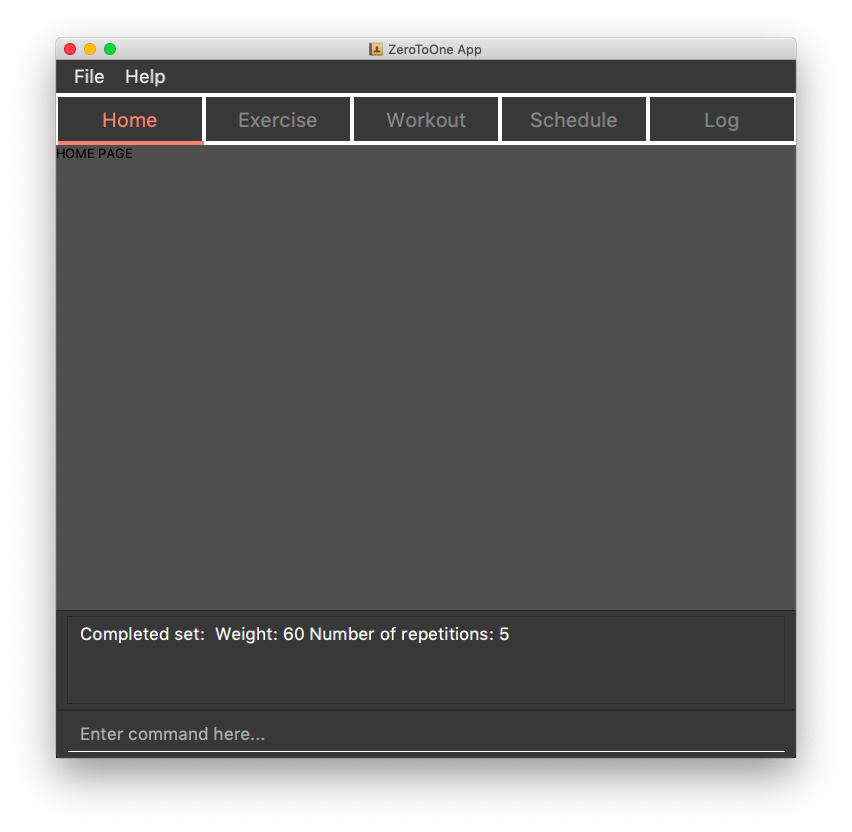 ZeroToOne App
File Help
Home Exercise Workout Schedule Log
HOME PAGE
Completed set:  Weight: 60 Number of repetitions: 5
Enter command here...